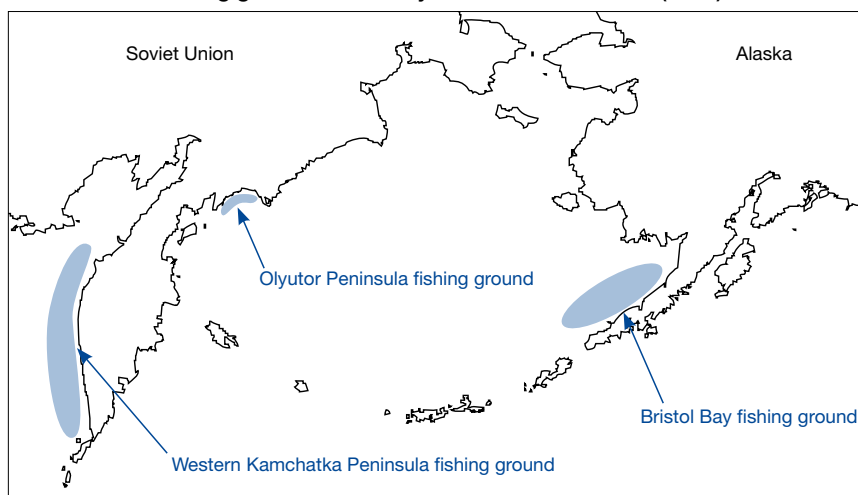 Soviet Union
Alaska
Olyutor Peninsula fishing ground
Bristol Bay fishing ground
Western Kamchatka Peninsula fishing ground